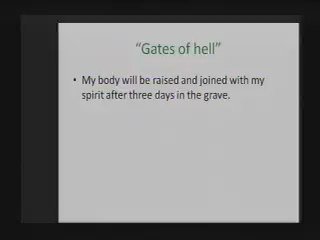 “Gates of hell”
• My body will be raised and joined with my
spirit after three days in the grave.